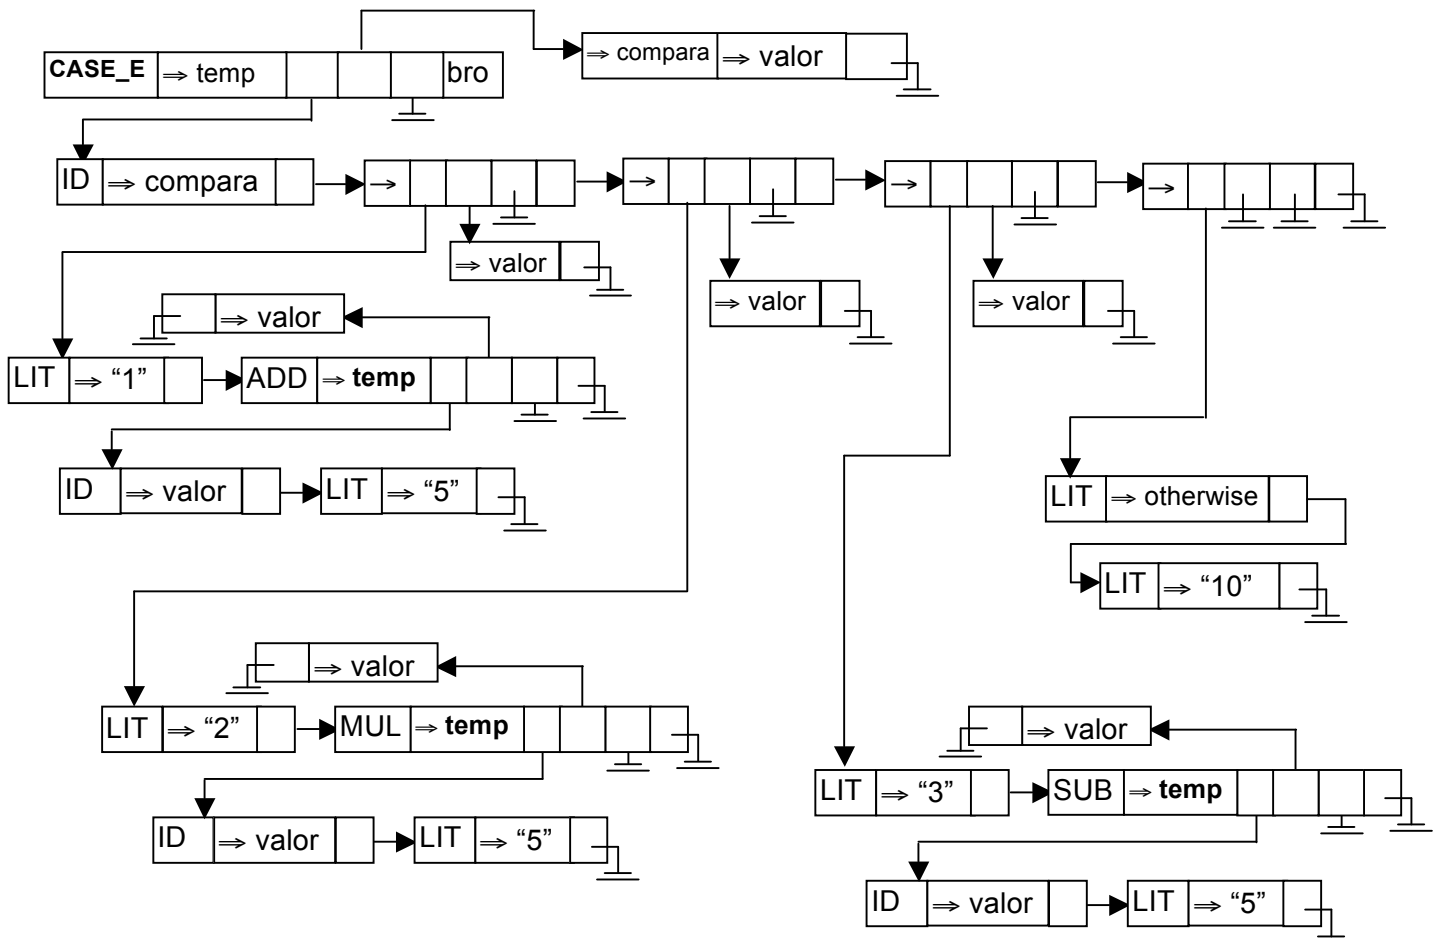 ⇒ compara ⇒ valor
CASE_E ⇒ temp bro
ID ⇒ compara → → → →
⇒ valor
⇒ valor ⇒ valor
⇒ valor
LIT ⇒ “1” ADD ⇒ temp
ID ⇒ valor LIT ⇒ “5”
LIT ⇒ otherwise
LIT ⇒ “10”
⇒ valor
LIT ⇒ “2” MUL ⇒ temp
⇒ valor
LIT ⇒ “3” SUB ⇒ temp
ID ⇒ valor LIT ⇒ “5”
ID ⇒ valor LIT ⇒ “5”